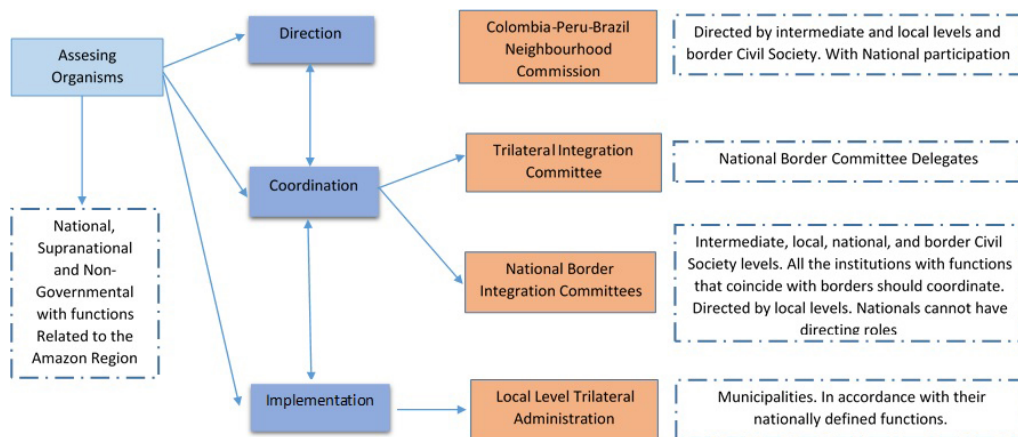 Assesing
Organisms
National,
Supranational
and Non-
Governmental
with functions
Related to the
Amazon Region
Direction
Coordination
Implementation
Colombia-Peru-Brazil
Neighbourhood
Commission
Directed by intermediate and local levels and
border Civil Society. With National participation
Trilateral Integration
Committee
National Border Committee Delegates
National Border
Integration Committees
Intermediate, local, national, and border Civil
Society levels. All the institutions with functions
that coincide with borders should coordinate.
Directed by local levels. Nationals cannot have
directing roles
Local Level Trilateral
Administration
Municipalities. In accordance with their
nationally defined functions.